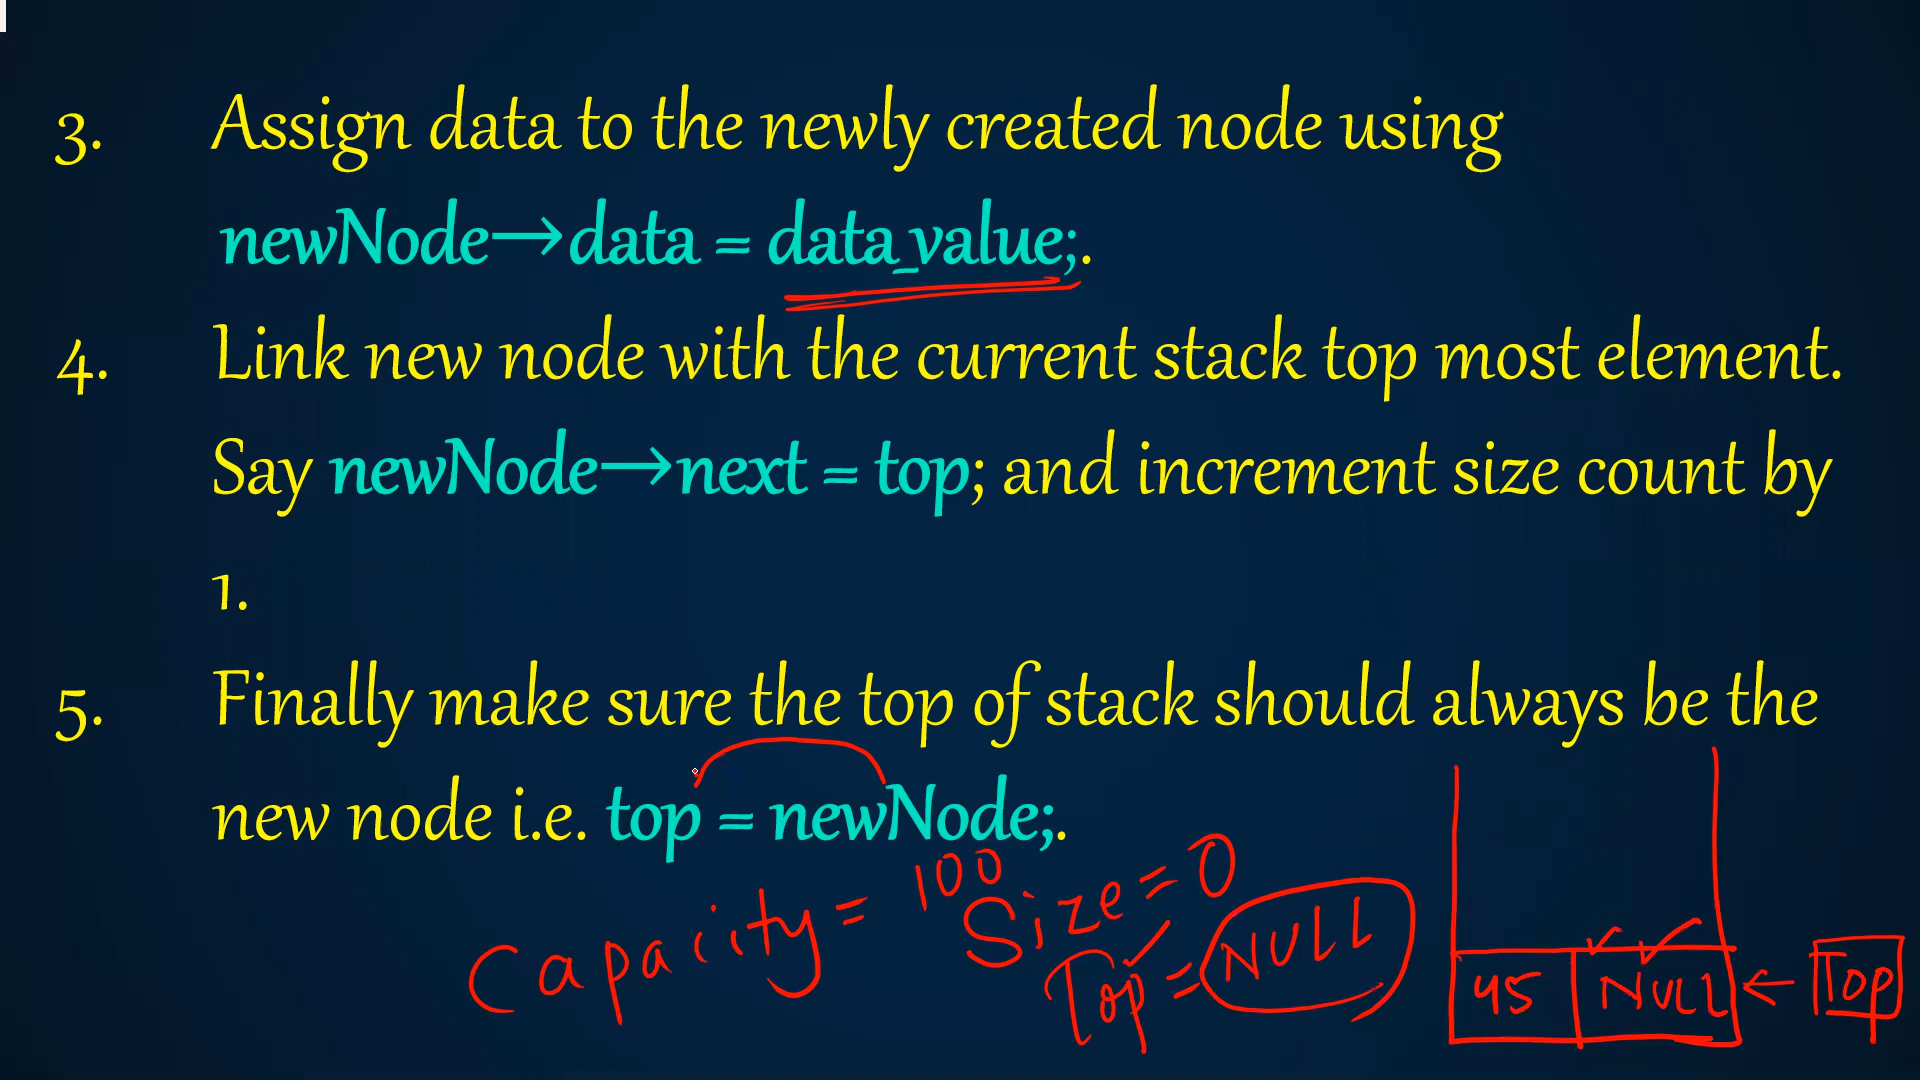 3. Assign data to the newly created node using
newNode→data = data_value;.
4. Link new node with the current stack top most element.
Say newNode→next = top; and increment size count by
1.
5. Finally make sure the top of stack should always be the
new node i.e. top = newNode;.
Capacity = 100 Size = 0
Top = NULL
45 NULL ← Top